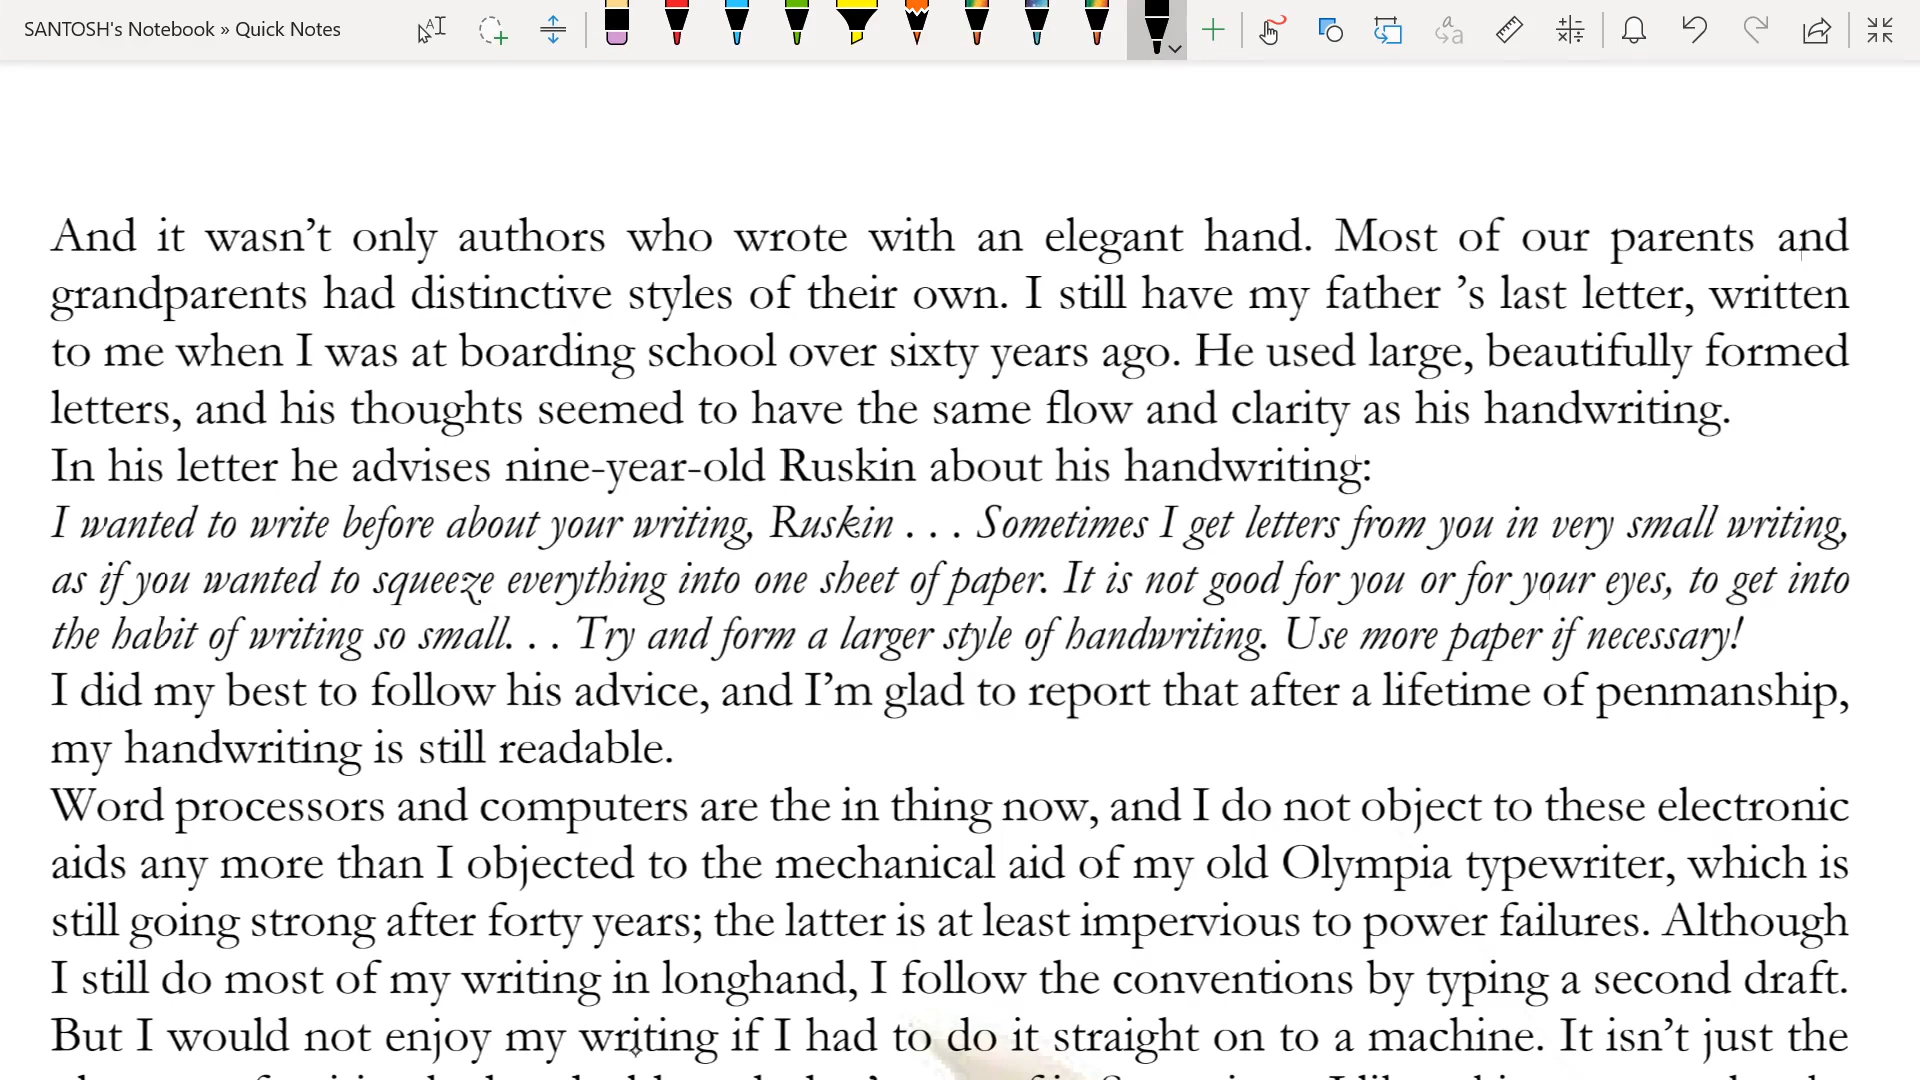 SANTOSH's Notebook » Quick Notes
And it wasn’t only authors who wrote with an elegant hand. Most of our parents and
grandparents had distinctive styles of their own. I still have my father ’s last letter, written
to me when I was at boarding school over sixty years ago. He used large, beautifully formed
letters, and his thoughts seemed to have the same flow and clarity as his handwriting.
In his letter he advises nine-year-old Ruskin about his handwriting:
I wanted to write before about your writing, Ruskin . . . Sometimes I get letters from you in very small writing,
as if you wanted to squeeze everything into one sheet of paper. It is not good for you or for your eyes, to get into
the habit of writing so small. . . Try and form a larger style of handwriting. Use more paper if necessary!
I did my best to follow his advice, and I’m glad to report that after a lifetime of penmanship,
my handwriting is still readable.
Word processors and computers are the in thing now, and I do not object to these electronic
aids any more than I objected to the mechanical aid of my old Olympia typewriter, which is
still going strong after forty years; the latter is at least impervious to power failures. Although
I still do most of my writing in longhand, I follow the conventions by typing a second draft.
But I would not enjoy my writing if I had to do it straight on to a machine. It isn’t just the